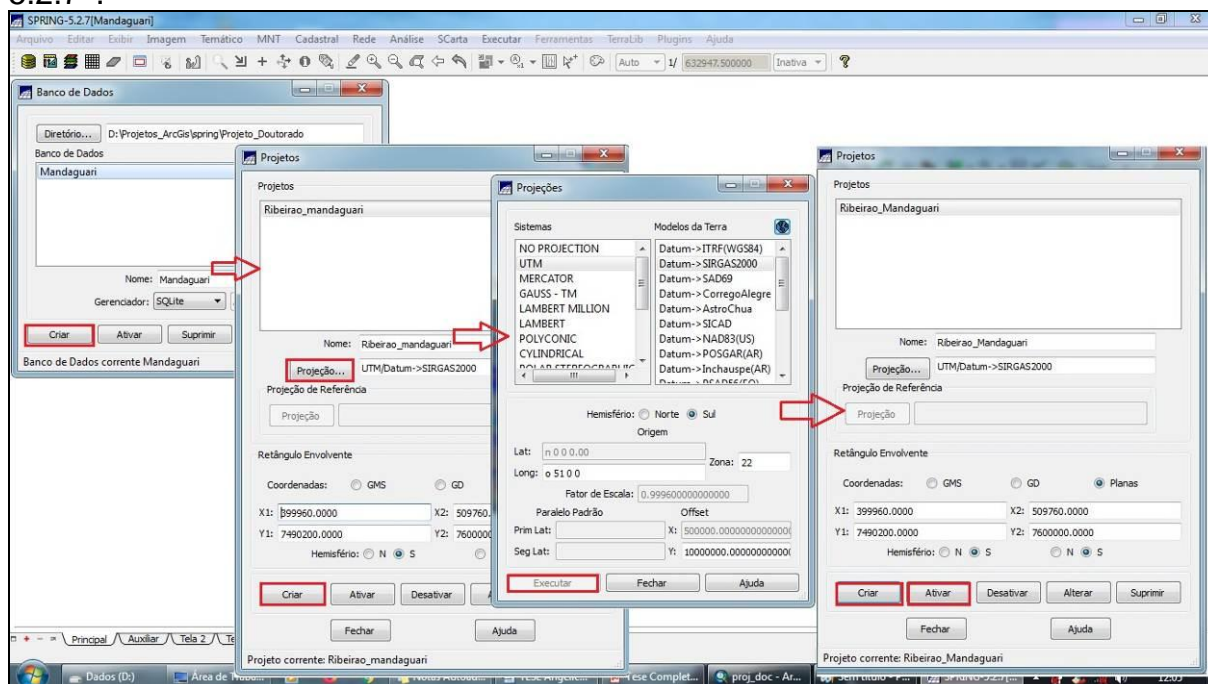 SPRING-5.2.7[Mandaguari]
Arquivo Editar Exibir Imagem Temático MNT Cadastral Rede Análise SCarta Executar Ferramentas TerraLib Plugins Ajuda
Auto 1/ 632947.500000 Inativa
Banco de Dados
Diretório... D:\Projetos_ArcGis\spring\Projeto_Doutorado
Banco de Dados
Mandaguari
Nome: Mandaguari
Gerenciador: SQLite
Criar Ativar Suprimir
Banco de Dados corrente Mandaguari
Projetos
Projetos
Ribeirao_mandaguari
Nome: Ribeirao_mandaguari
Projeção... UTM/Datum->SIRGAS2000
Projeção de Referência
Projeção
Retângulo Envolvente
Coordenadas: GMS GD
X1: 399960.0000 X2: 509760.
Y1: 7490200.0000 Y2: 7600000
Hemisfério: N S
Criar Ativar Desativar
Fechar Ajuda
Projeto corrente: Ribeirao_mandaguari
Projeções
Sistemas Modelos da Terra
NO PROJECTION Datum->ITRF(WGS84)
UTM Datum->SIRGAS2000
MERCATOR Datum->SAD69
GAUSS - TM Datum->CorregoAlegre
LAMBERT MILLION Datum->AstroChua
LAMBERT Datum->SICAD
POLYCONIC Datum->NAD83(US)
CYLINDRICAL Datum->POSGAR(AR)
Datum->Inchauspe(AR)
Hemisfério: Norte Sul
Origem
Lat: n 0 0 0.00
Long: o 51 0 0 Zona: 22
Fator de Escala: 0.999600000000000
Paralelo Padrão Offset
Prim Lat: X: 500000.000000000000
Seg Lat: Y: 10000000.0000000000
Executar Fechar Ajuda
Projetos
Projetos
Ribeirao_Mandaguari
Nome: Ribeirao_Mandaguari
Projeção... UTM/Datum->SIRGAS2000
Projeção de Referência
Projeção
Retângulo Envolvente
Coordenadas: GMS GD Planas
X1: 399960.0000 X2: 509760.0000
Y1: 7490200.0000 Y2: 7600000.0000
Hemisfério: N S N S
Criar Ativar Desativar Alterar Suprimir
Fechar Ajuda
Projeto corrente: Ribeirao_Mandaguari
Principal Auxiliar Tela 2
Dados (D:) Área de proj_doc - Ar... 12:05